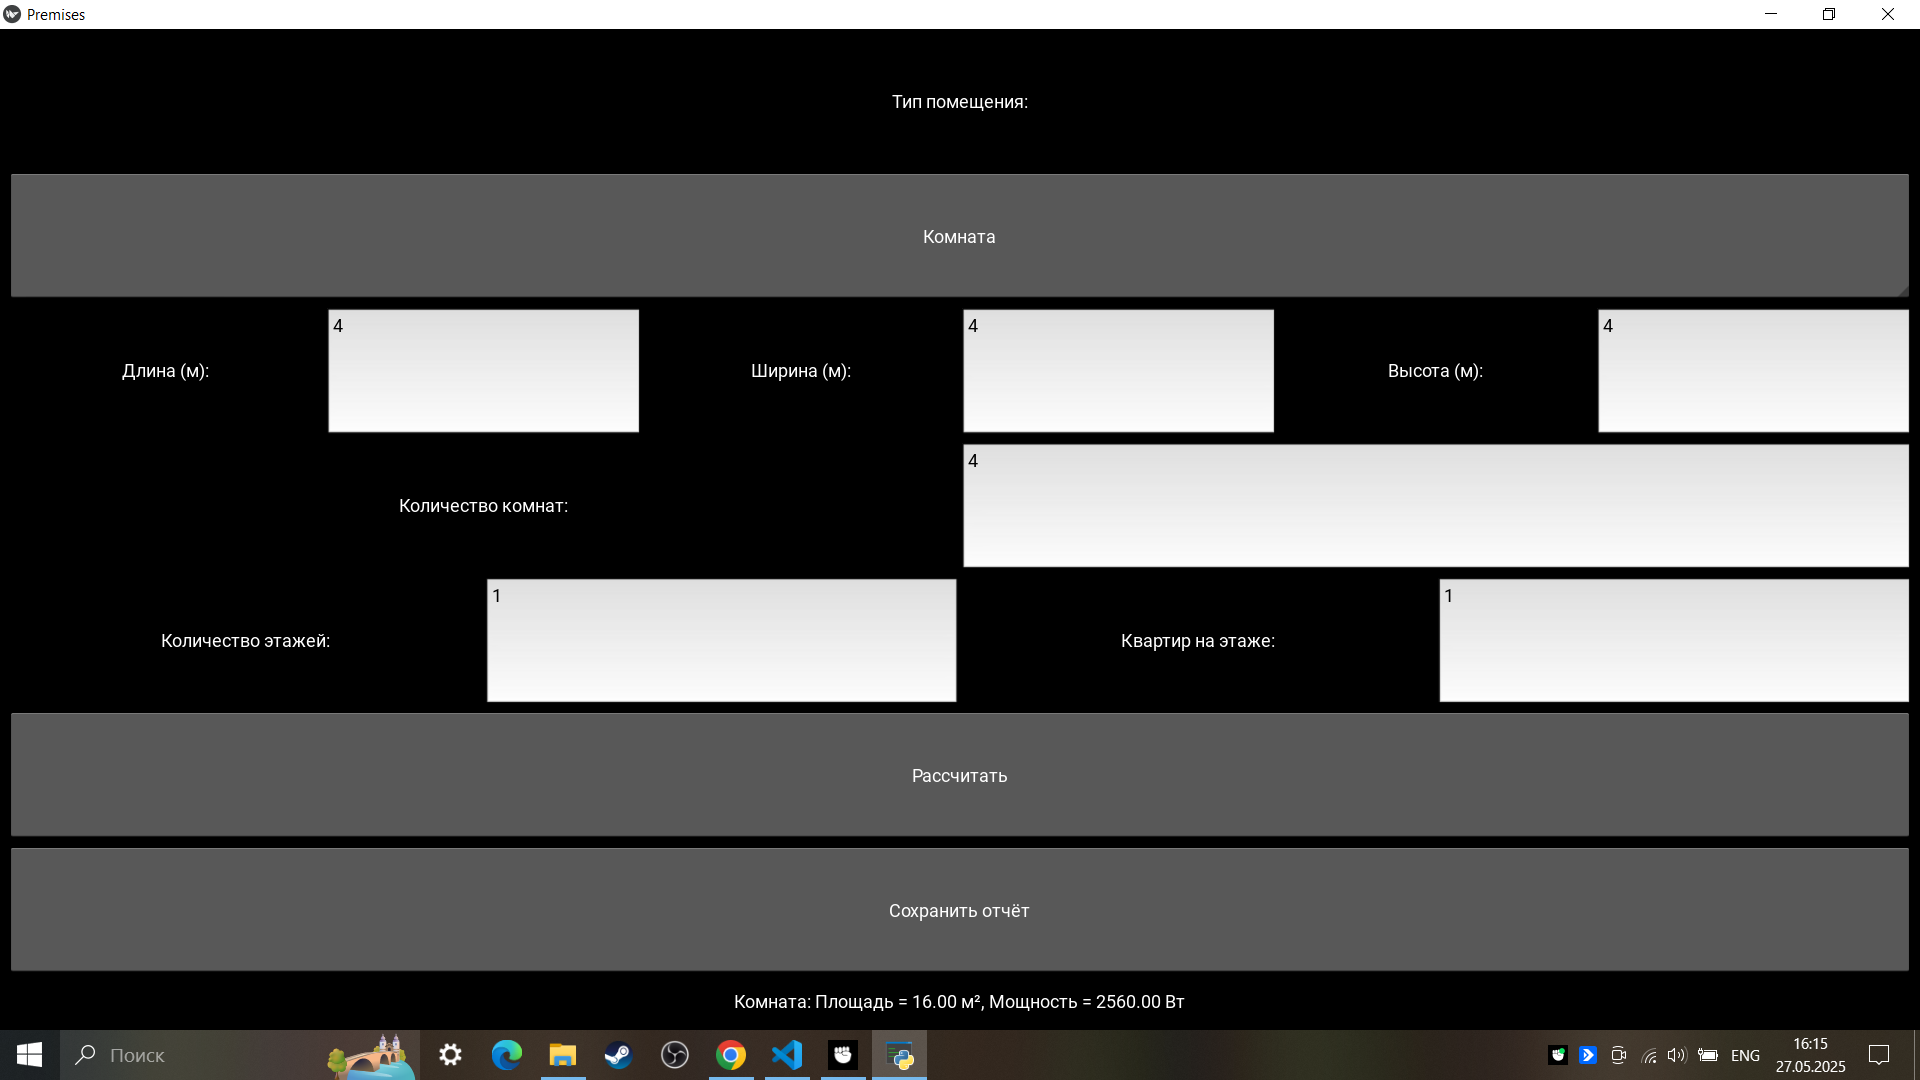 Premises
Тип помещения:
Комната
Длина (м): 4 Ширина (м): 4 Высота (м): 4
Количество комнат: 4
Количество этажей: 1 Квартир на этаже: 1
Рассчитать
Сохранить отчёт
Комната: Площадь = 16.00 м², Мощность = 2560.00 Вт
Поиск
ENG
16:15
27.05.2025